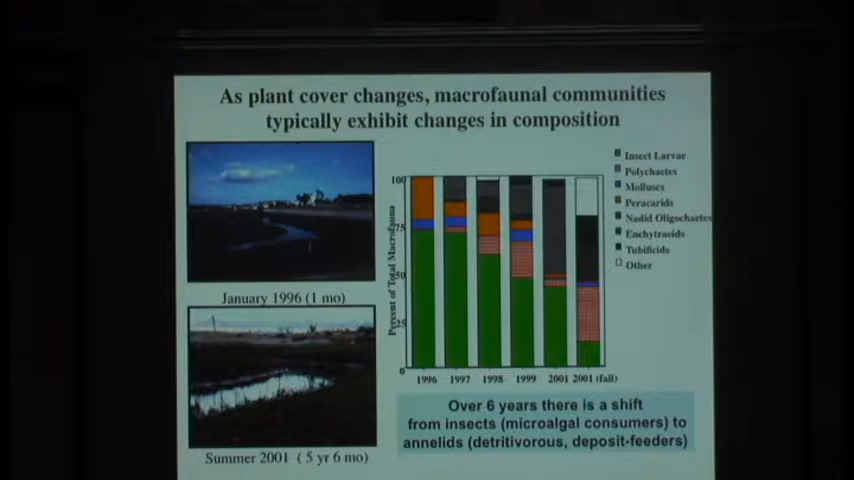 As plant cover changes, macrofaunal communities
typically exhibit changes in composition
January 1996 (1 mo)
Summer 2001 ( 5 yr 6 mo)
Percent of Total Macrofauna
100
75
50
25
0
1996 1997 1998 1999 2001 2001 (fall)
Insect Larvae
Polychaetes
Molluscs
Peracarids
Nadid Oligochaetes
Enchytraeids
Tubificids
Other
Over 6 years there is a shift
from insects (microalgal consumers) to
annelids (detritivorous, deposit-feeders)